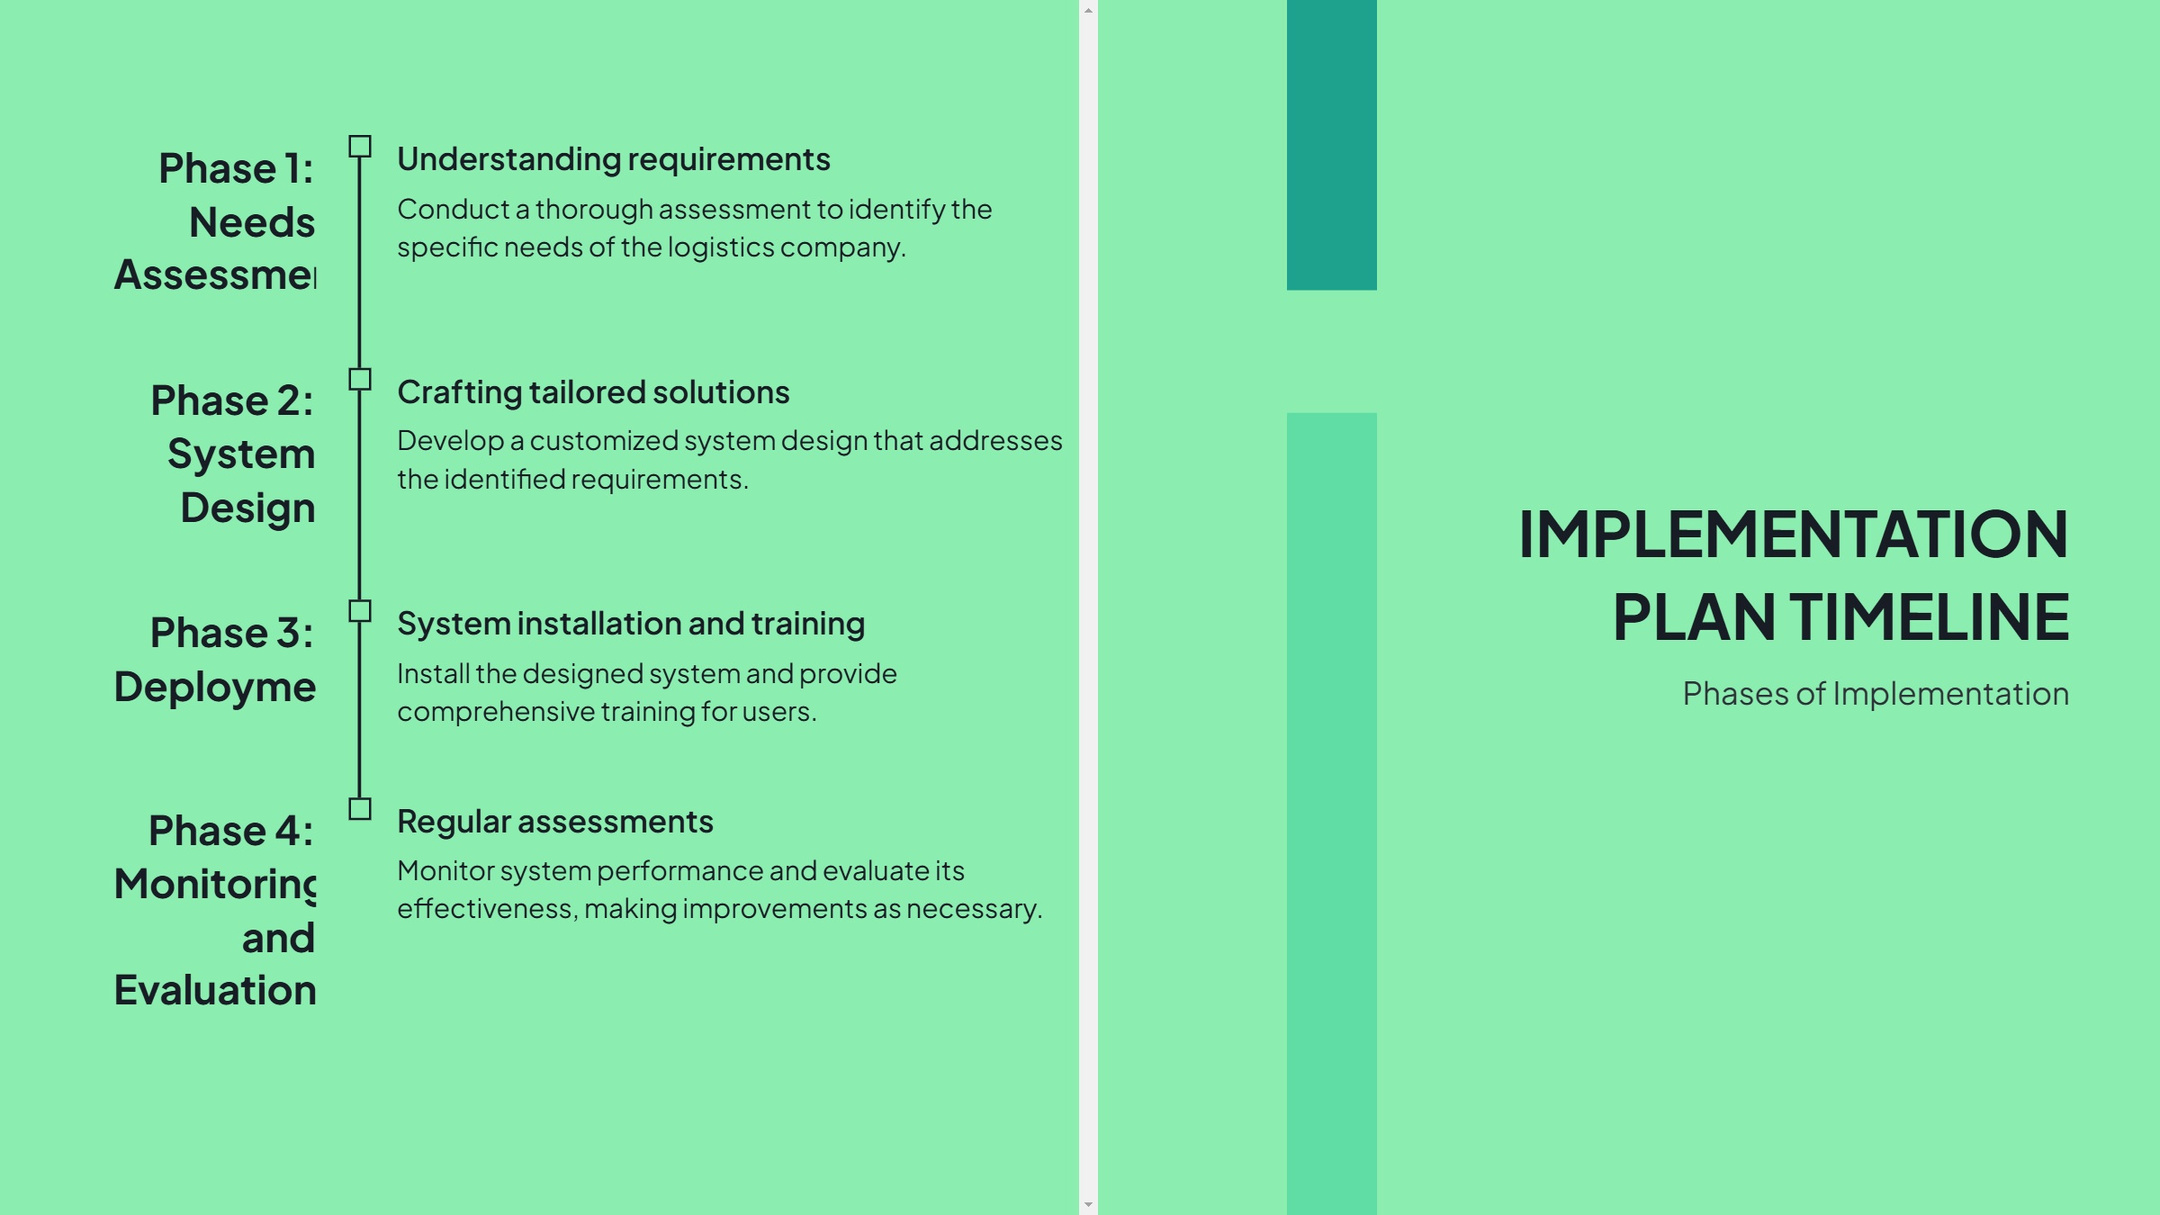 Phase 1:
Needs
Assessmer
Understanding requirements
Conduct a thorough assessment to identify the
specific needs of the logistics company.
Phase 2:
System
Design
Crafting tailored solutions
Develop a customized system design that addresses
the identified requirements.
Phase 3:
Deployme
System installation and training
Install the designed system and provide
comprehensive training for users.
Phase 4:
Monitoring
and
Evaluation
Regular assessments
Monitor system performance and evaluate its
effectiveness, making improvements as necessary.
IMPLEMENTATION
PLAN TIMELINE
Phases of Implementation